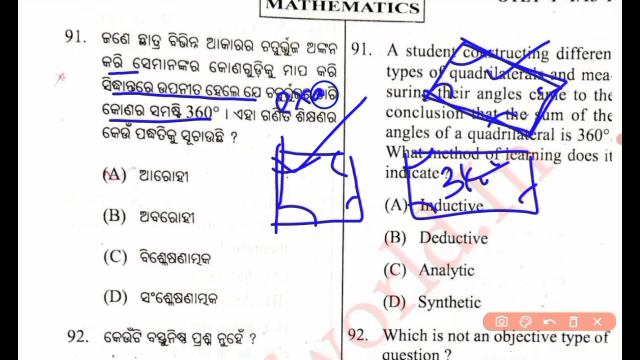 MATHEMATICS
91. ଜଣେ ଛାତ୍ର ବିଭିନ୍ନ ଆକାରର ଚତୁର୍ଭୁଜ ଅଙ୍କନ
କରି ସେମାନଙ୍କର କୋଣଗୁଡ଼ିକୁ ମାପ କରି
ସିଦ୍ଧାନ୍ତରେ ଉପନୀତ ହେଲେ ଯେ
କୋଣର ସମଷ୍ଟି 360° । ଏହା ଗଣିତ ଶିକ୍ଷଣର
କେଉଁ ପଦ୍ଧତିକୁ ସୂଚାଉଛି ?
(A) ଆରୋହୀ
(B) ଅବରୋହୀ
(C) ବିଶ୍ଳେଷଣାତ୍ମକ
(D) ସଂଶ୍ଳେଷଣାତ୍ମକ
92. କେଉଁଟି ବସ୍ତୁନିଷ୍ଠ ପ୍ରଶ୍ନ ନୁହେଁ ?
91. A student constructing differen
types of quadrilaterals and mea-
suring their angles came to the
conclusion that the sum of the
angles of a quadrilateral is 360°.
What method of learning does it
indicate ?
(A) Inductive
(B) Deductive
(C) Analytic
(D) Synthetic
92. Which is not an objective type of
question ?